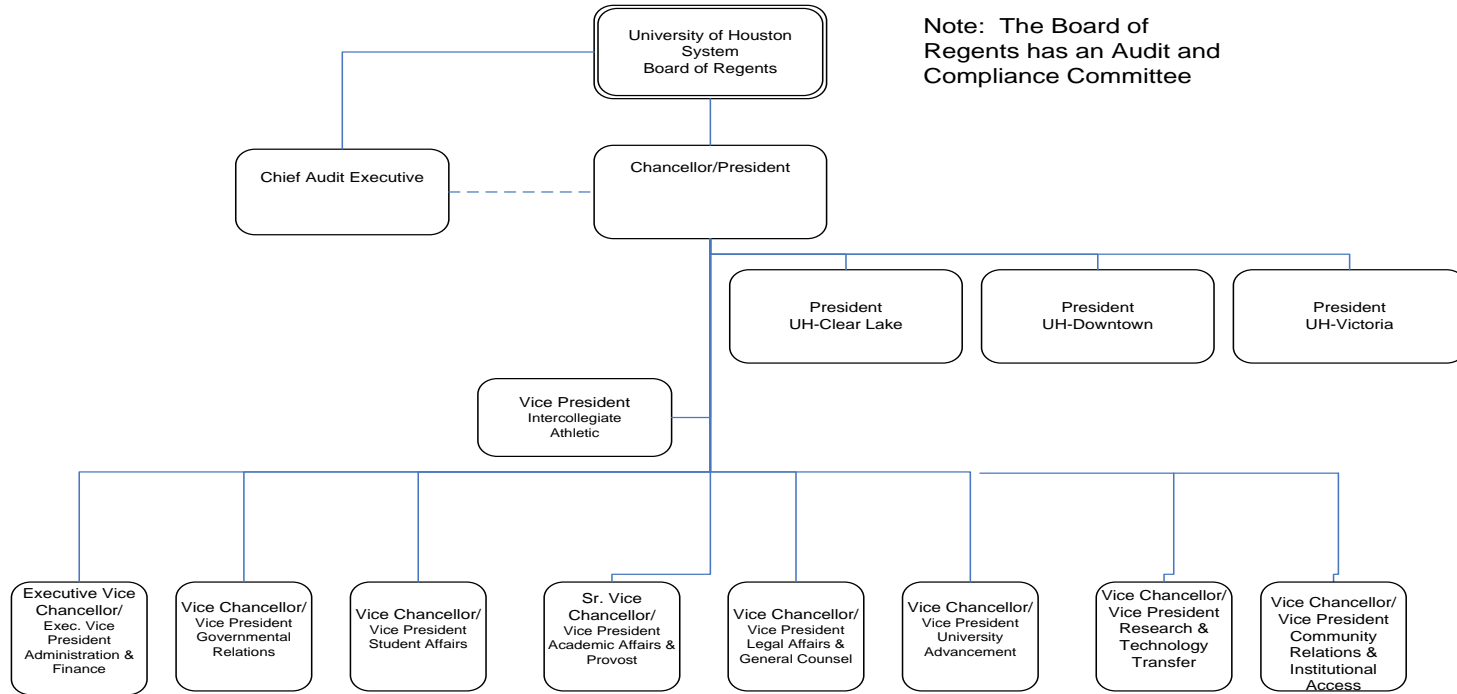 University of Houston
System
Board of Regents
Note: The Board of
Regents has an Audit and
Compliance Committee
Chief Audit Executive
Chancellor/President
President
UH-Clear Lake
President
UH-Downtown
President
UH-Victoria
Vice President
Intercollegiate
Athletic
Executive Vice
Chancellor/
Exec. Vice
President
Administration &
Finance
Vice Chancellor/
Vice President
Governmental
Relations
Vice Chancellor/
Vice President
Student Affairs
Sr. Vice
Chancellor/
Vice President
Academic Affairs &
Provost
Vice Chancellor/
Vice President
Legal Affairs &
General Counsel
Vice Chancellor/
Vice President
University
Advancement
Vice Chancellor/
Vice President
Research &
Technology
Transfer
Vice Chancellor/
Vice President
Community
Relations &
Institutional
Access